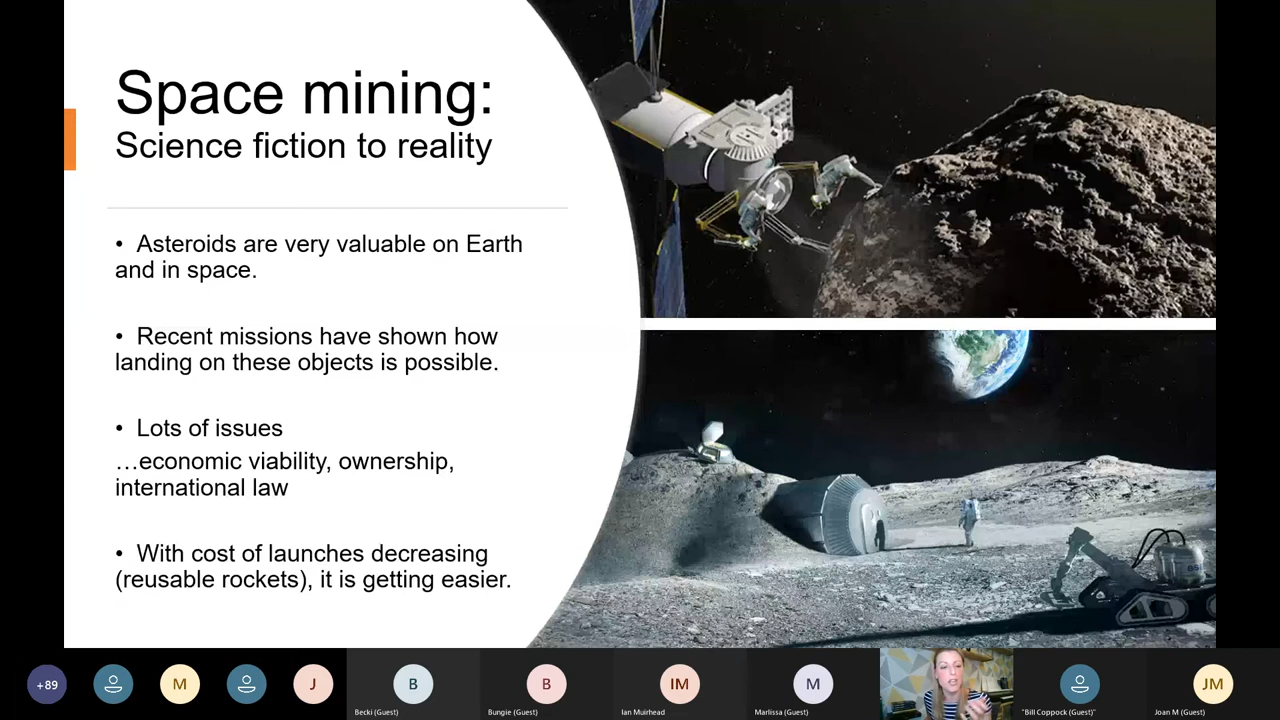 Space mining:
Science fiction to reality
• Asteroids are very valuable on Earth
and in space.
• Recent missions have shown how
landing on these objects is possible.
• Lots of issues
…economic viability, ownership,
international law
• With cost of launches decreasing
(reusable rockets), it is getting easier.
+89
M
J
B
Becki (Guest)
B
Bungie (Guest)
IM
Ian Muirhead
M
Marlissa (Guest)
"Bill Coppock (Guest)"
JM
Joan M (Guest)